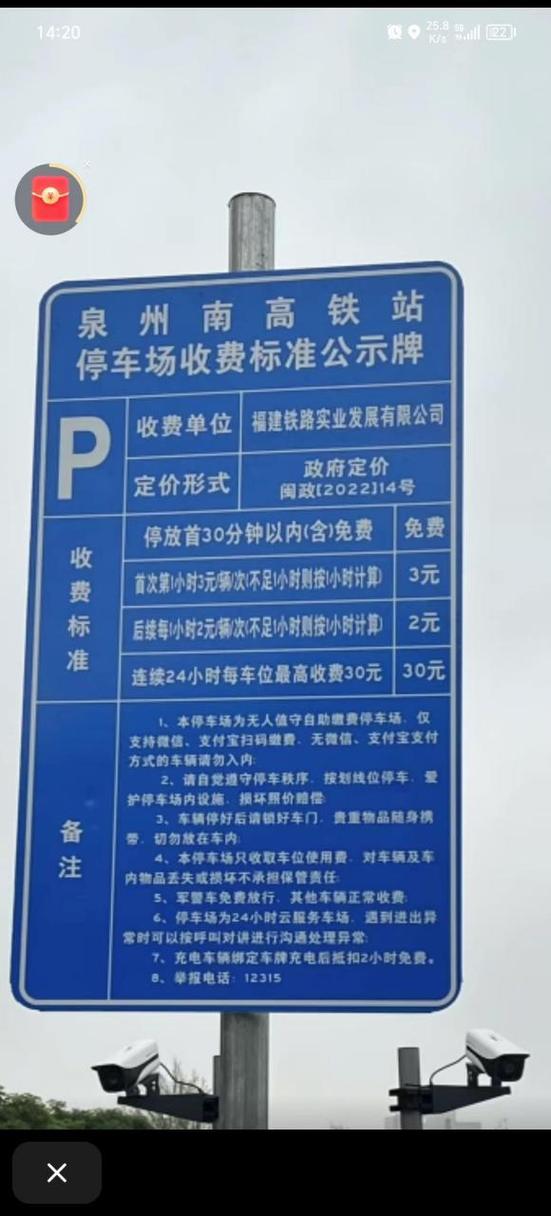 14:20
25.8
K/s
22
泉州南高铁站
停车场收费标准公示牌
P
收费单位
福建铁路实业发展有限公司
定价形式
政府定价
闽政[2022]14号
收费标准
停放首30分钟以内(含)免费
免费
首次第1小时3元/辆/次(不足1小时则按1小时计算)
3元
后续每1小时2元/辆/次(不足1小时则按1小时计算)
2元
连续24小时每车位最高收费30元
30元
备注
1、本停车场为无人值守自助缴费停车场，仅
支持微信、支付宝扫码缴费，无微信、支付宝支付
方式的车辆请勿入内;
2、请自觉遵守停车秩序，按划线位停车，爱
护停车场内设施，损坏照价赔偿;
3、车辆停好后请锁好车门，贵重物品随身携
带，切勿放在车内;
4、本停车场只收取车位使用费，对车辆及车
内物品丢失或损坏不承担保管责任;
5、军警车免费放行，其他车辆正常收费;
6、停车场为24小时云服务车场，遇到进出异
常时可以按呼叫对讲进行沟通处理异常;
7、充电车辆绑定车牌充电后抵扣2小时免费。
8、举报电话：12315